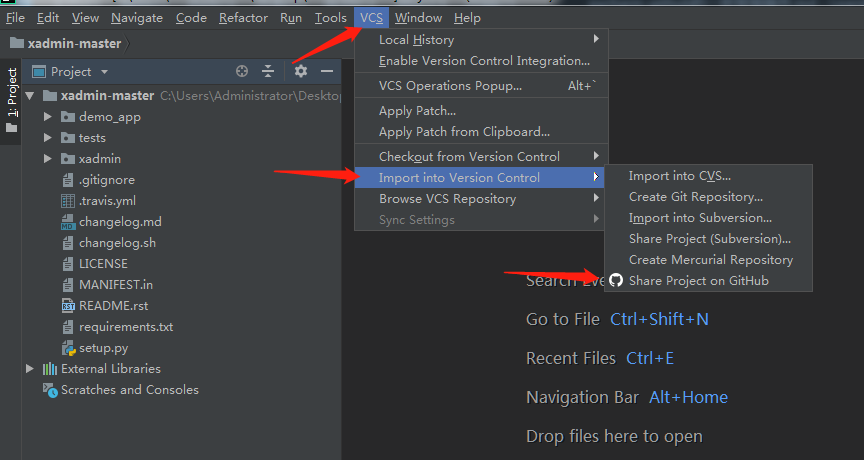 File Edit View Navigate Code Refactor Run Tools VCS Window Help
xadmin-master
1: Project
Project
xadmin-master C:\Users\Administrator\Deskto
demo_app
tests
xadmin
.gitignore
.travis.yml
changelog.md
changelog.sh
LICENSE
MANIFEST.in
README.rst
requirements.txt
setup.py
External Libraries
Scratches and Consoles
Local History
Enable Version Control Integration...
VCS Operations Popup... Alt+`
Apply Patch...
Apply Patch from Clipboard...
Checkout from Version Control
Import into Version Control
Browse VCS Repository
Sync Settings
Import into CVS...
Create Git Repository...
Import into Subversion...
Share Project (Subversion)...
Create Mercurial Repository
Share Project on GitHub
Search Eve
Go to File Ctrl+Shift+N
Recent Files Ctrl+E
Navigation Bar Alt+Home
Drop files here to open